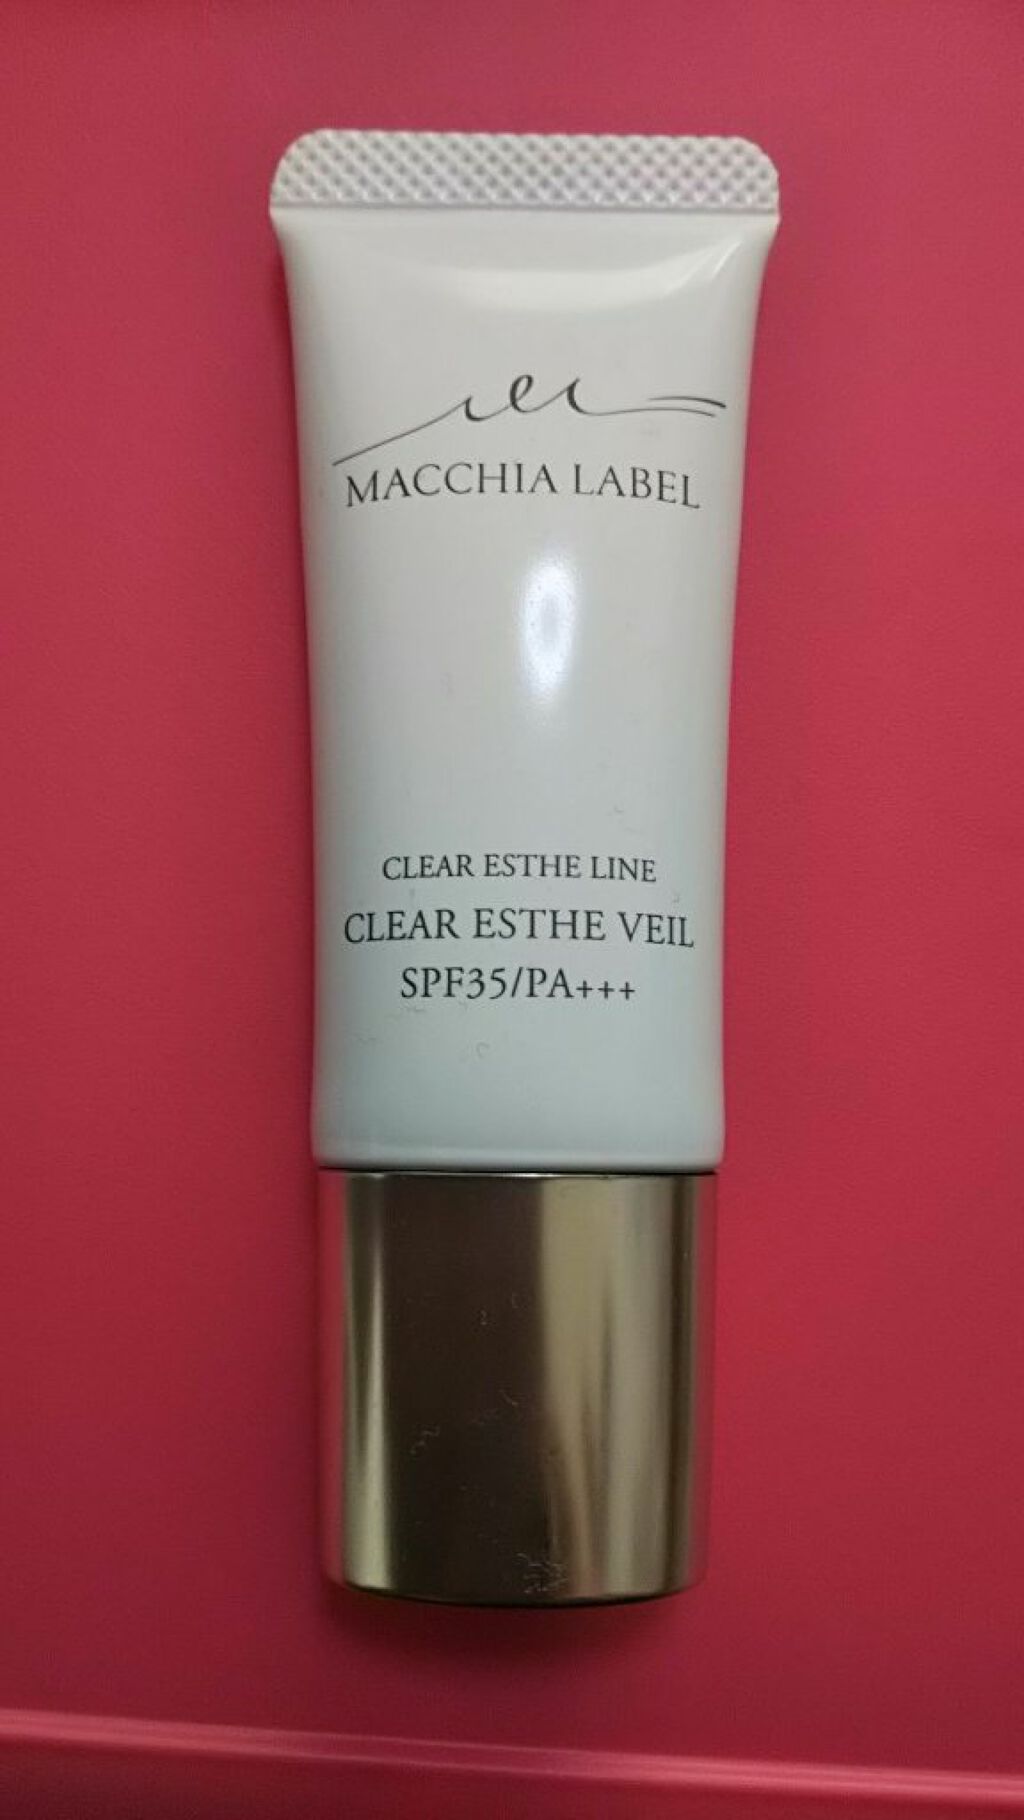 MACCHIA LABEL
CLEAR ESTHE LINE
CLEAR ESTHE VEIL
SPF35/PA+++